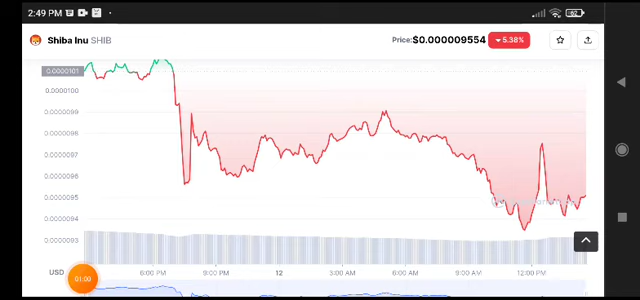 2:49 PM
62
Shiba Inu SHIB
Price: $0.000009554
5.38%
0.0000101
0.0000100
0.0000099
0.0000098
0.0000097
0.0000096
0.0000095
0.0000094
0.0000093
USD
6:00 PM
9:00 PM
12
3:00 AM
6:00 AM
9:00 AM
12:00 PM
01:00